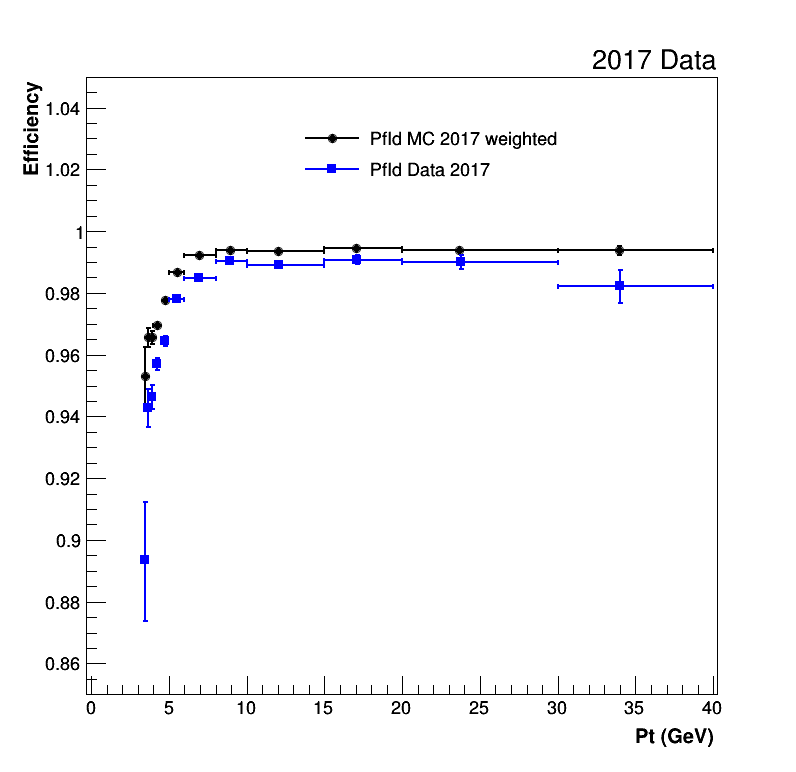 2017 Data
Efficiency
1.04
1.02
1
0.98
0.96
0.94
0.92
0.9
0.88
0.86
PfId MC 2017 weighted
PfId Data 2017
0 5 10 15 20 25 30 35 40
Pt (GeV)